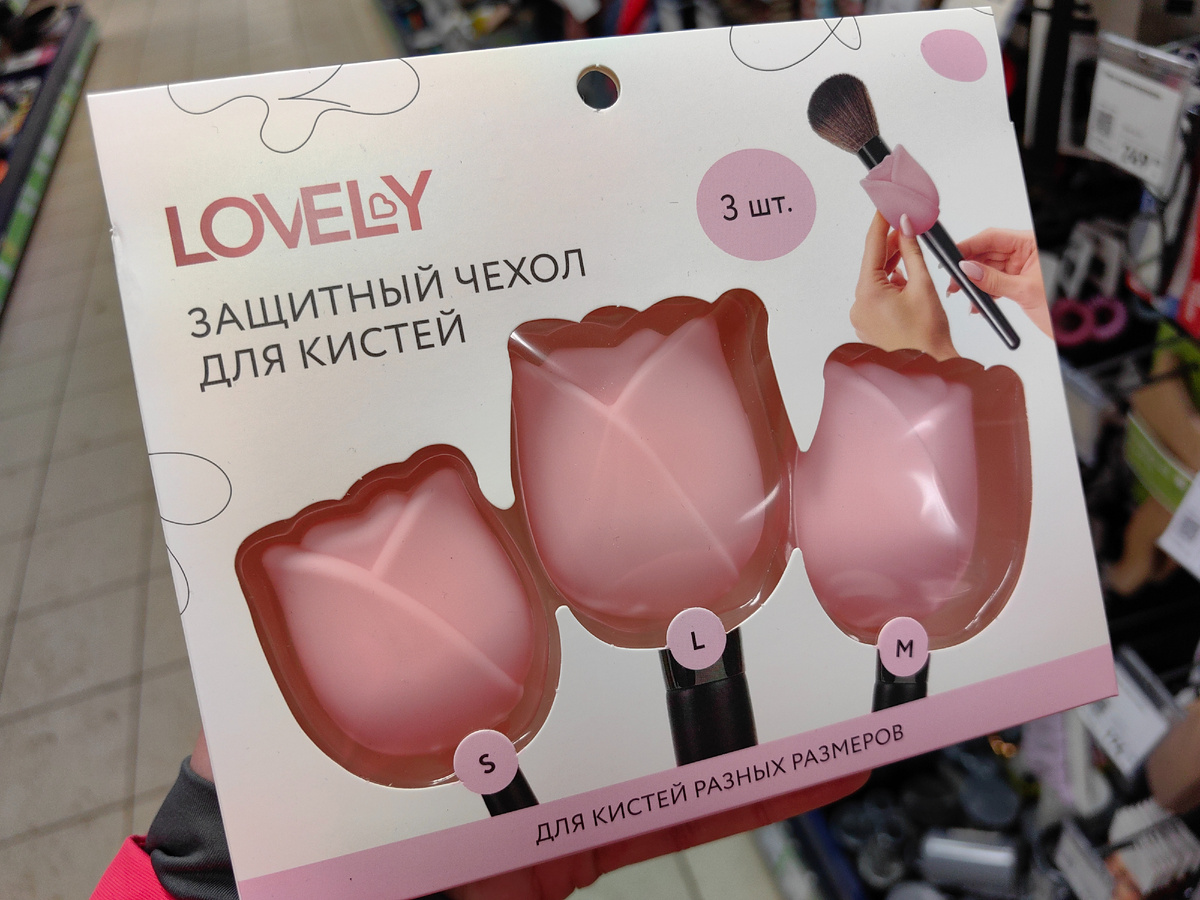 LOVELY
ЗАЩИТНЫЙ ЧЕХОЛ
ДЛЯ КИСТЕЙ
3 шт.
S
L
M
ДЛЯ КИСТЕЙ РАЗНЫХ РАЗМЕРОВ